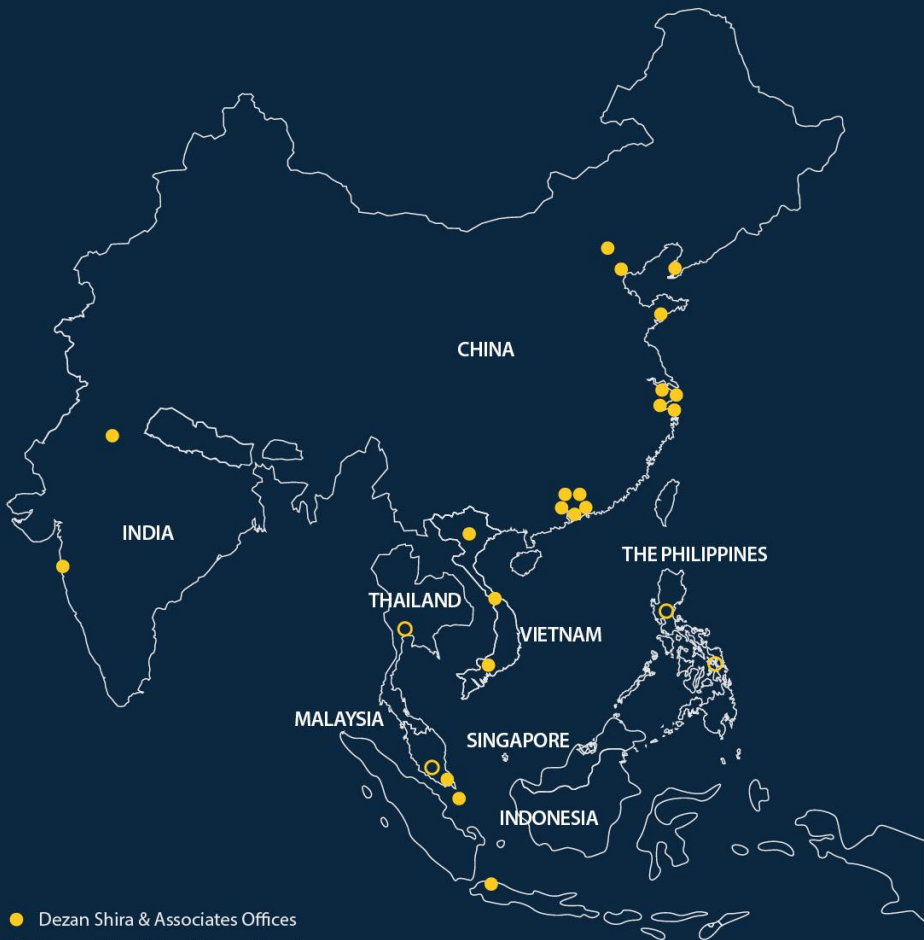 CHINA
INDIA
THE PHILIPPINES
THAILAND
VIETNAM
MALAYSIA
SINGAPORE
INDONESIA
Dezan Shira & Associates Offices